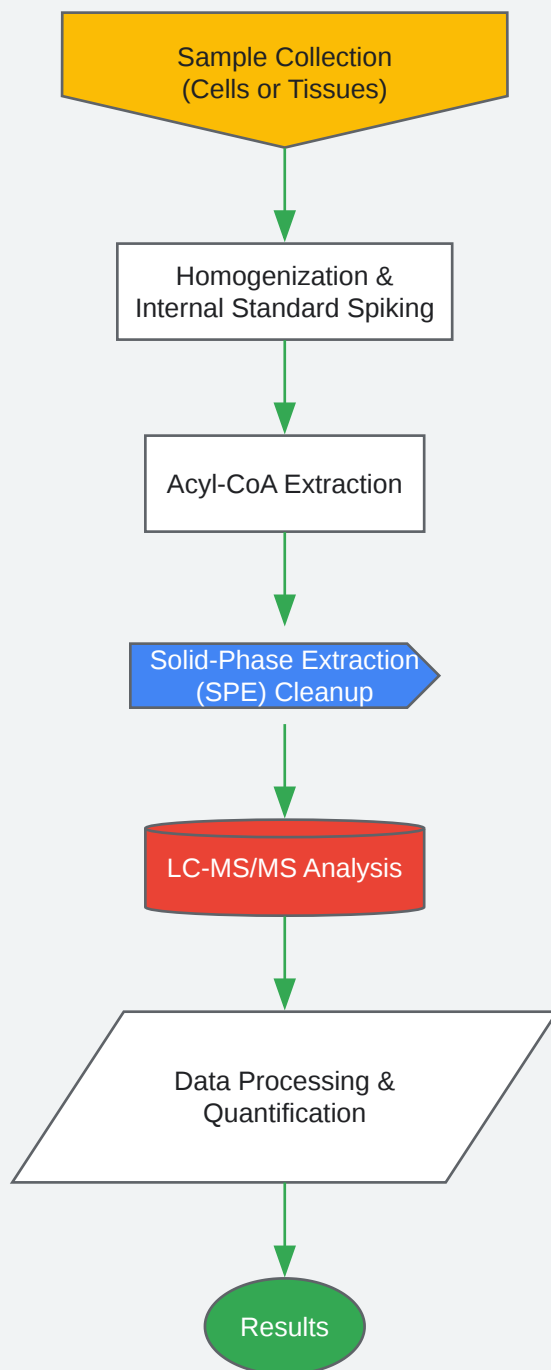 Sample Collection
(Cells or Tissues)
Homogenization &
Internal Standard Spiking
Acyl-CoA Extraction
Solid-Phase Extraction
(SPE) Cleanup
LC-MS/MS Analysis
Data Processing &
Quantification
Results